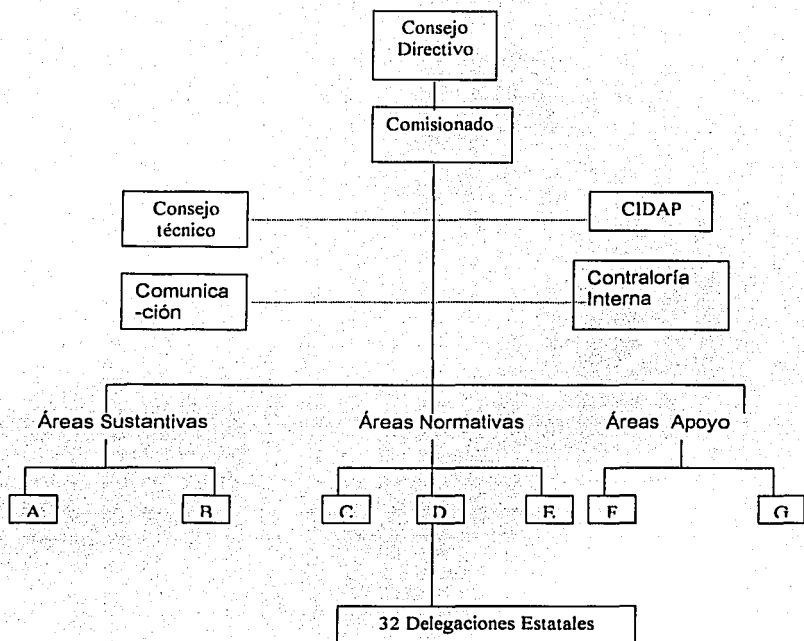 Consejo
Directivo
Comisionado
Consejo
técnico
CIDAP
Comunica
-ción
Contraloría
Interna
Áreas Sustantivas
Áreas Normativas
Áreas Apoyo
A
B
C
D
E
F
G
32 Delegaciones Estatales